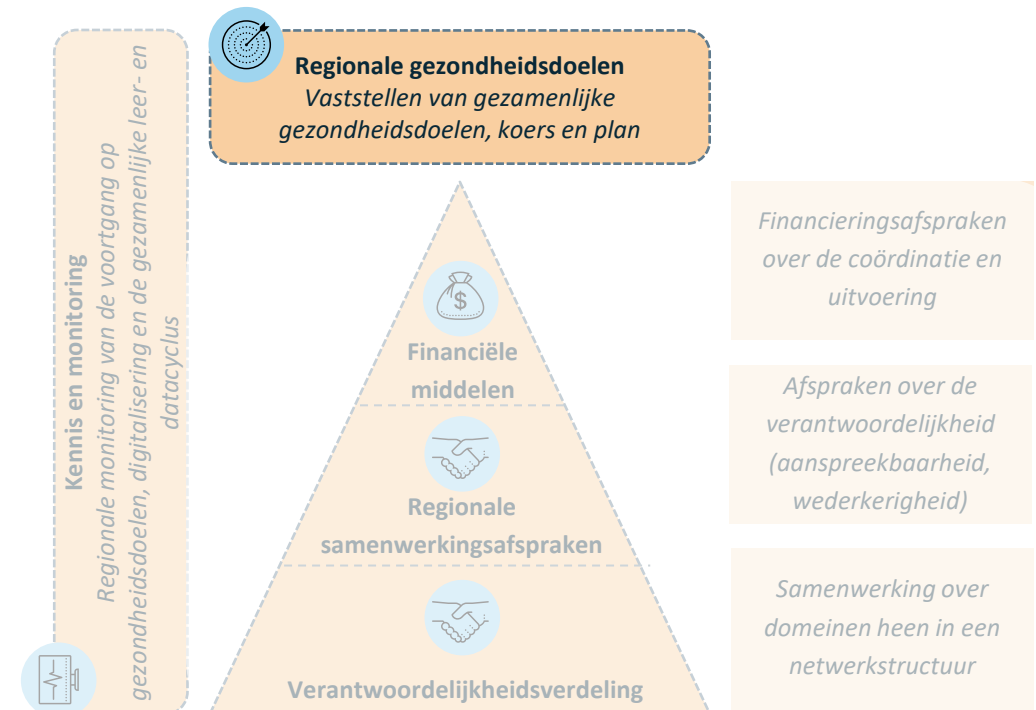 Regionale gezondheidsdoelen
Vaststellen van gezamenlijke
gezondheidsdoelen, koers en plan
Kennis en monitoring
Regionale monitoring van de voortgang op
gezondheidsdoelen, digitalisering en de gezamenlijke leer- en
datacyclus
$
Financiële
middelen
Financieringsafspraken
over de coördinatie en
uitvoering
Regionale
samenwerkingsafspraken
Afspraken over de
verantwoordelijkheid
(aanspreekbaarheid,
wederkerigheid)
Verantwoordelijkheidsverdeling
Samenwerking over
domeinen heen in een
netwerkstructuur